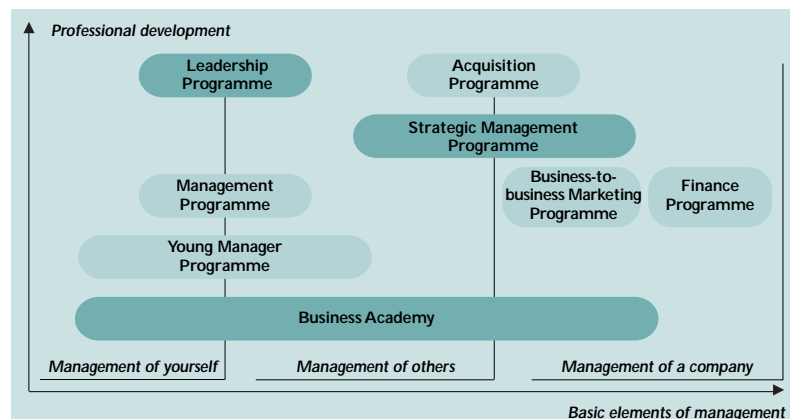 Professional development
Leadership
Programme
Acquisition
Programme
Strategic Management
Programme
Management
Programme
Business-to-
business Marketing
Programme
Finance
Programme
Young Manager
Programme
Business Academy
Management of yourself
Management of others
Management of a company
Basic elements of management